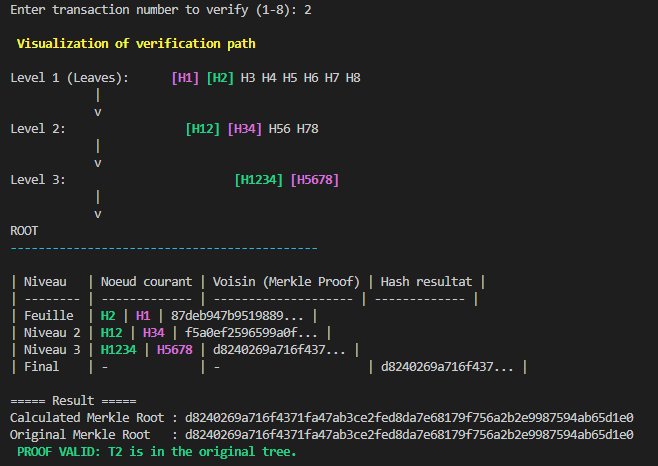 Enter transaction number to verify (1-8): 2
Visualization of verification path
Level 1 (Leaves): [H1] [H2] H3 H4 H5 H6 H7 H8
|
v
Level 2: [H12] [H34] H56 H78
|
v
Level 3: [H1234] [H5678]
|
v
ROOT
--------------------------------------------
| Niveau | Noeud courant | Voisin (Merkle Proof) | Hash resultat |
| -------- | ------------- | -------------------- | ------------- |
| Feuille | H2 | H1 | 87deb947b9519889... |
| Niveau 2 | H12 | H34 | f5a0ef2596599a0f... |
| Niveau 3 | H1234 | H5678 | d8240269a716f437... |
| Final | - | - | d8240269a716f437... |
===== Result =====
Calculated Merkle Root : d8240269a716f4371fa47ab3ce2fed8da7e68179f756a2b2e9987594ab65d1e0
Original Merkle Root : d8240269a716f4371fa47ab3ce2fed8da7e68179f756a2b2e9987594ab65d1e0
PROOF VALID: T2 is in the original tree.